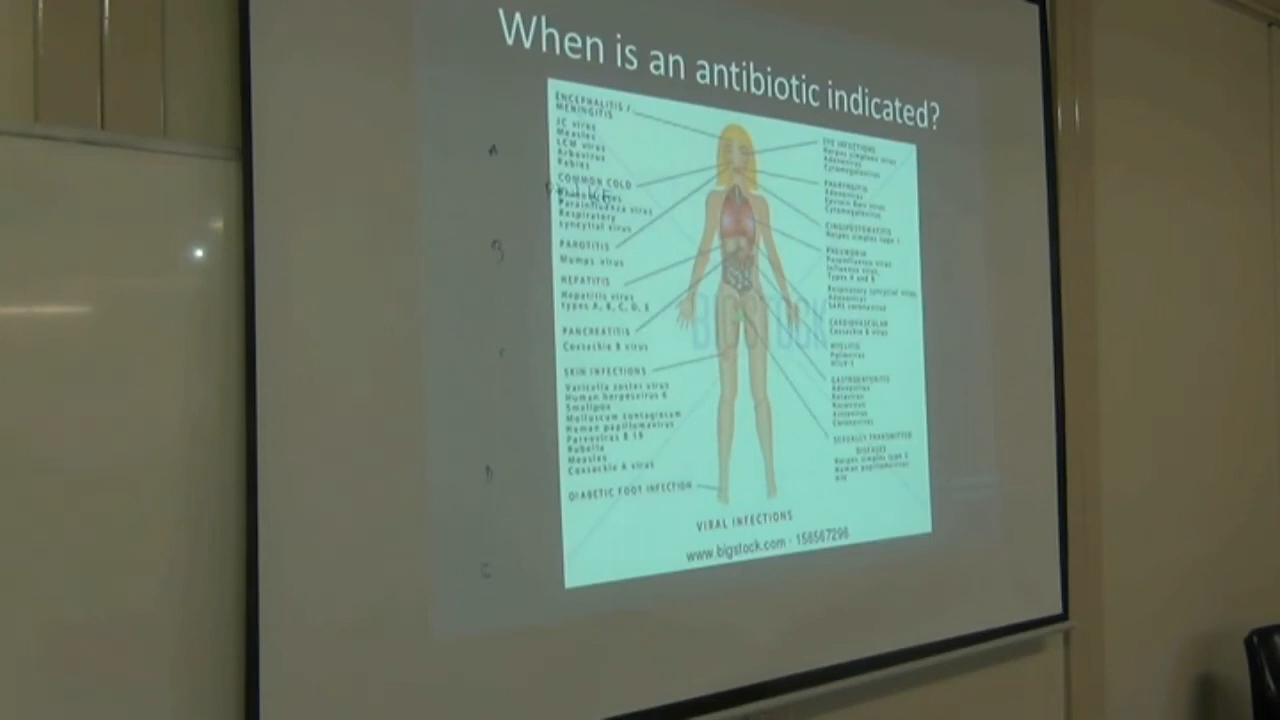 When is an antibiotic indicated?
ENCEPHALITIS /
MENINGITIS
JC virus
Measles
LCM virus
Arbovirus
Rabies
COMMON COLD
Parainfluenza virus
Respiratory
syncytial virus
PAROTITIS
Mumps virus
HEPATITIS
Hepatitis virus
types A, B, C, D, E
PANCREATITIS
Coxsackie B virus
SKIN INFECTIONS
Varicella zoster virus
Human herpesvirus 6
Smallpox
Molluscum contagiosum
Human papillomavirus
Parvovirus B 19
Rubella
Measles
Coxsackie A virus
DIABETIC FOOT INFECTION
EYE INFECTIONS
Herpes simplex virus
Adenovirus
Cytomegalovirus
PHARYNGITIS
Adenovirus
Epstein Barr virus
Cytomegalovirus
GINGIVOSTOMATITIS
Herpes simplex type 1
PNEUMONIA
Parainfluenza virus
Influenza virus,
Types A and B
Respiratory syncytial virus
Adenovirus
SARS coronavirus
CARDIOVASCULAR
Coxsackie B virus
MYELITIS
Poliovirus
HTLV-1
GASTROENTERITIS
Adenovirus
Rotavirus
Norovirus
Astrovirus
Coronavirus
SEXUALLY TRANSMITTED
DISEASES
Herpes simplex type 2
Human papillomavirus
HIV
BIGSTOCK
VIRAL INFECTIONS
www.bigstock.com · 156567296
A
B
D